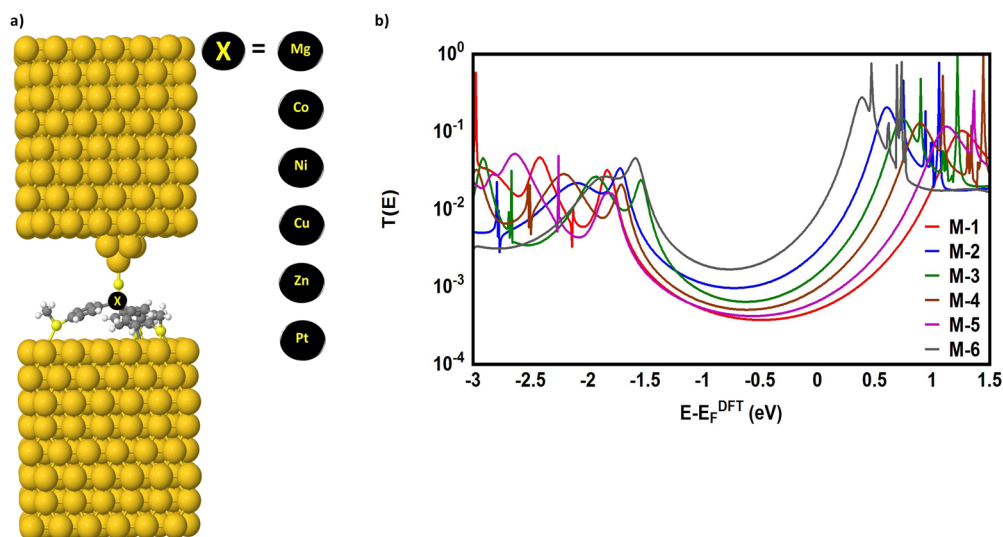 a)
X = Mg
Co
Ni
Cu
Zn
Pt
X
b)
10⁰
10⁻¹
10⁻²
10⁻³
10⁻⁴
T(E)
M-1
M-2
M-3
M-4
M-5
M-6
-3 -2.5 -2 -1.5 -1 -0.5 0 0.5 1 1.5
E-E_F^DFT (eV)